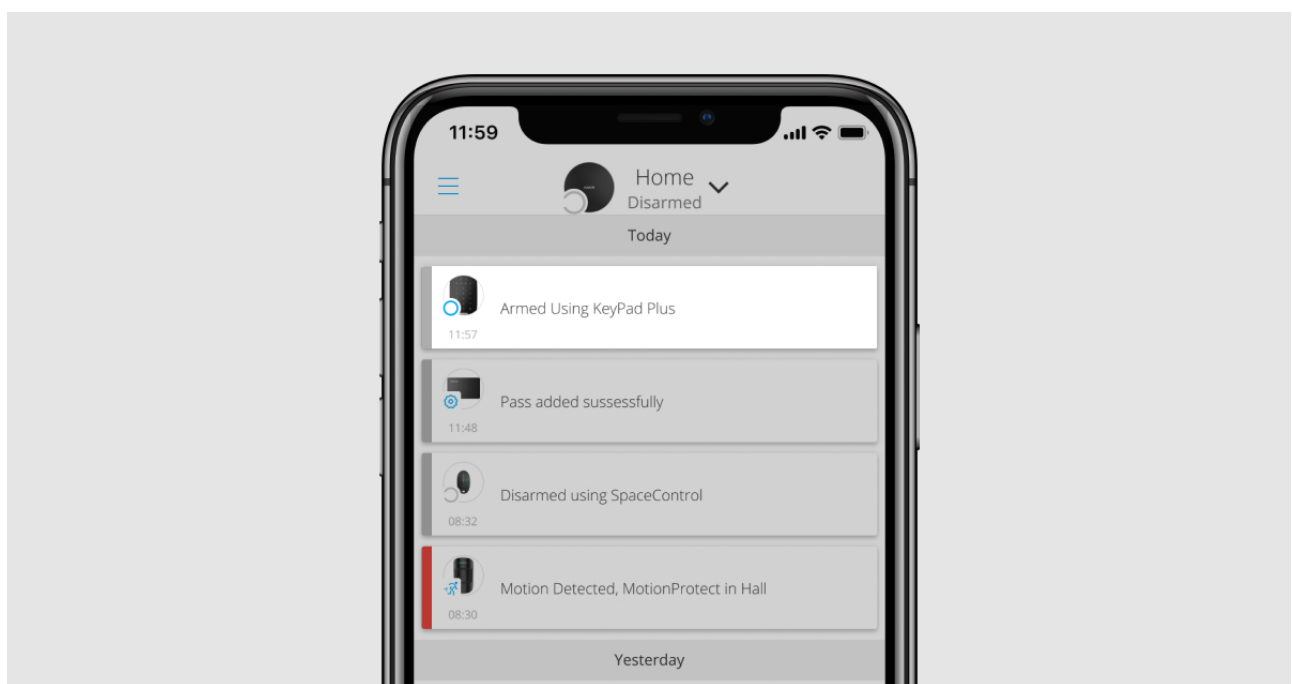 11:59
Home
Disarmed
Today
Armed Using KeyPad Plus
11:57
Pass added sussessfully
11:48
Disarmed using SpaceControl
08:32
Motion Detected, MotionProtect in Hall
08:30
Yesterday